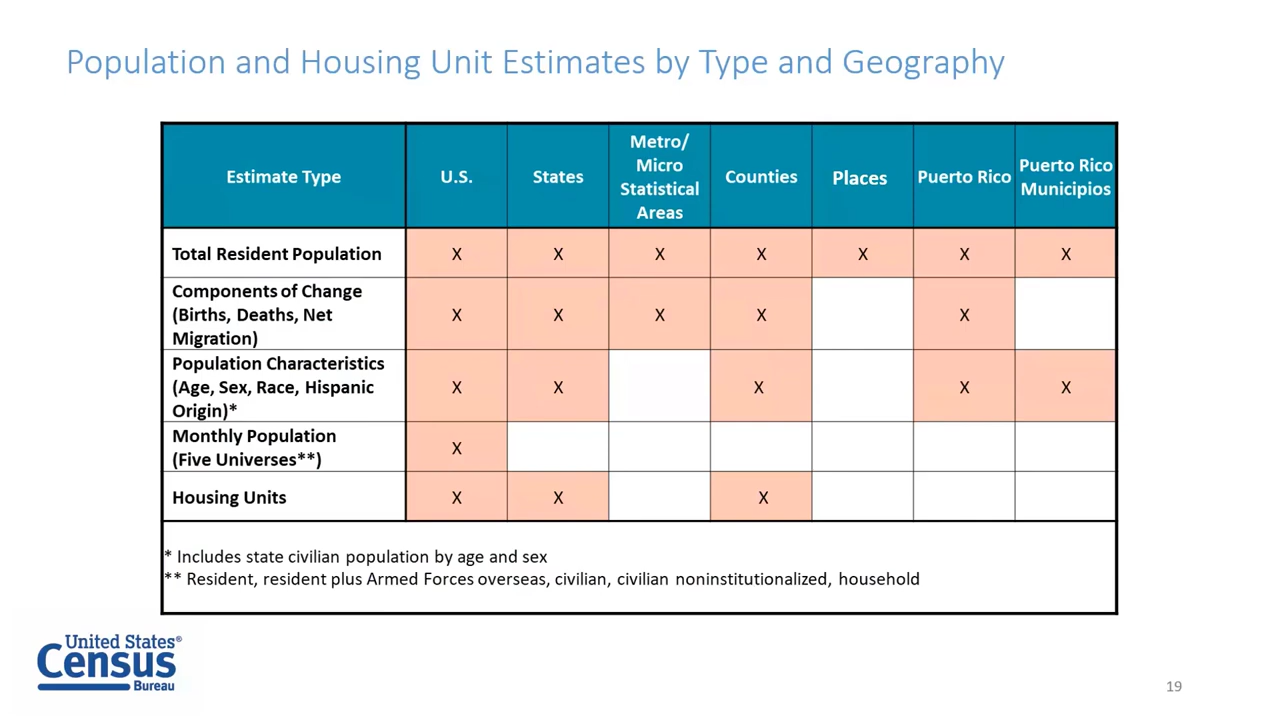 Population and Housing Unit Estimates by Type and Geography
Estimate Type
U.S.
States
Metro/
Micro
Statistical
Areas
Counties
Places
Puerto Rico
Puerto Rico
Municipios
Total Resident Population
X X X X X X X
Components of Change
(Births, Deaths, Net
Migration)
X X X X X
Population Characteristics
(Age, Sex, Race, Hispanic
Origin)*
X X X X X
Monthly Population
(Five Universes**)
X
Housing Units
X X X
* Includes state civilian population by age and sex
** Resident, resident plus Armed Forces overseas, civilian, civilian noninstitutionalized, household
United States®
Census
Bureau
19